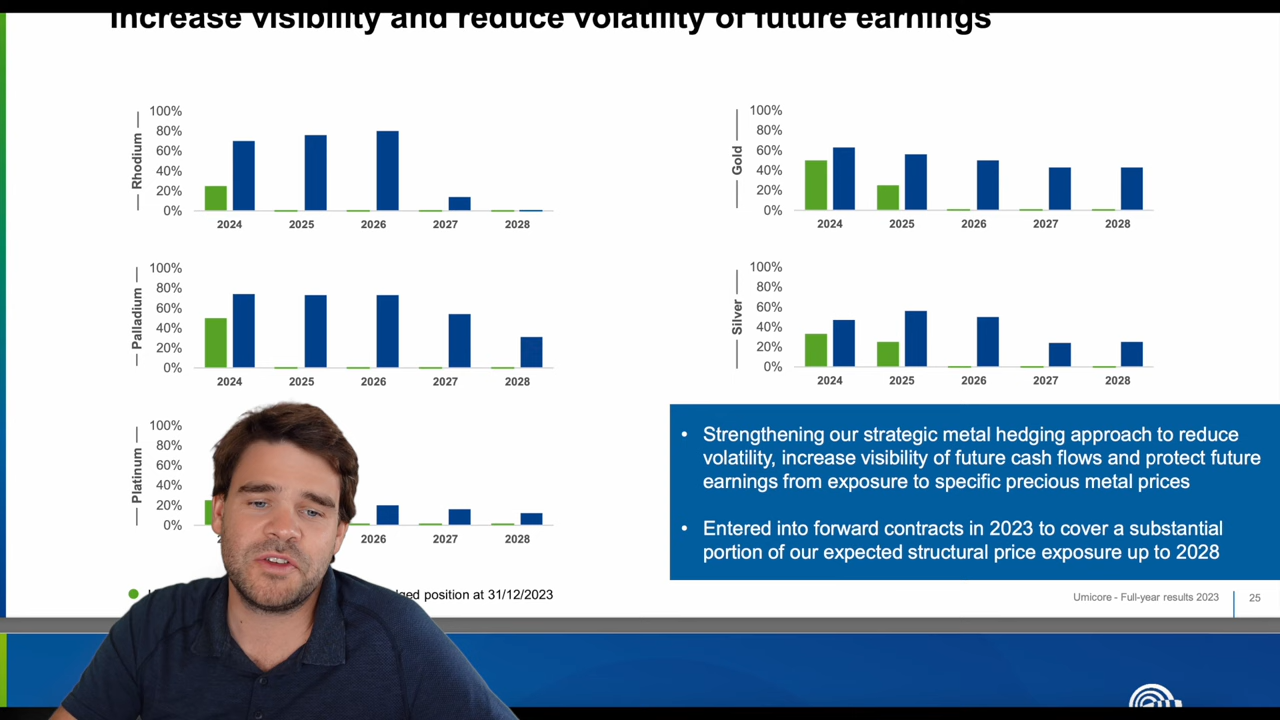 increase visibility and reduce volatility of future earnings
Rhodium
100%
80%
60%
40%
20%
0%
2024 2025 2026 2027 2028
Gold
100%
80%
60%
40%
20%
0%
2024 2025 2026 2027 2028
Palladium
100%
80%
60%
40%
20%
0%
2024 2025 2026 2027 2028
Silver
100%
80%
60%
40%
20%
0%
2024 2025 2026 2027 2028
Platinum
100%
80%
60%
40%
20%
0%
2026 2027 2028
position at 31/12/2023
• Strengthening our strategic metal hedging approach to reduce
volatility, increase visibility of future cash flows and protect future
earnings from exposure to specific precious metal prices
• Entered into forward contracts in 2023 to cover a substantial
portion of our expected structural price exposure up to 2028
Umicore - Full-year results 2023
25